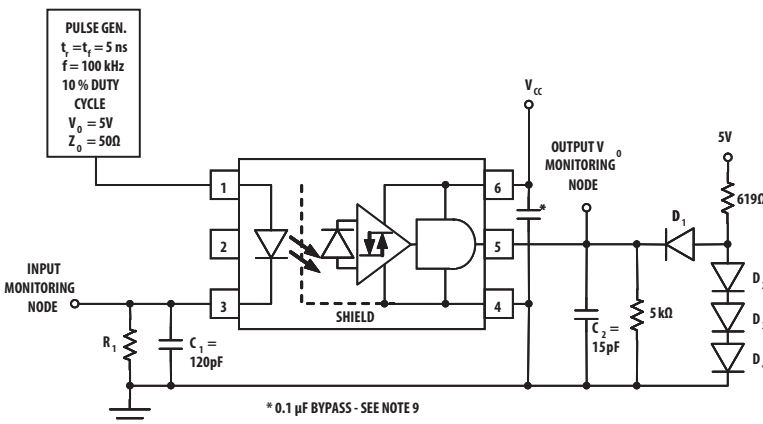 PULSE GEN.
t_r = t_f = 5 ns
f = 100 kHz
10 % DUTY
CYCLE
V_0 = 5V
Z_0 = 50Ω
V_CC
OUTPUT V_0
MONITORING
NODE
5V
619Ω
D_1
1
2
3
6
5
4
*
SHIELD
INPUT
MONITORING
NODE
R_1
C_1 =
120pF
C_2 =
15pF
5 kΩ
D
D
D
* 0.1 µF BYPASS - SEE NOTE 9